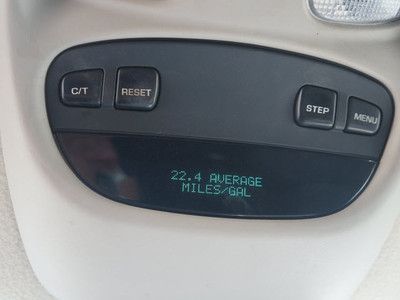 C/T RESET STEP MENU
22.4 AVERAGE
MILES/GAL